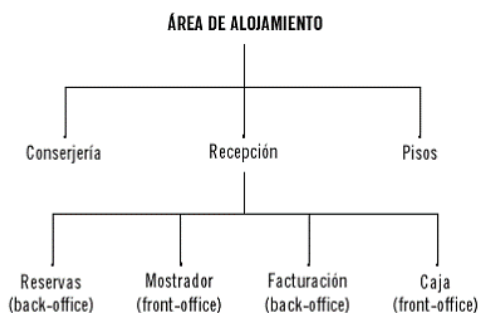 ÁREA DE ALOJAMIENTO
Conserjería
Recepción
Pisos
Reservas
(back-office)
Mostrador
(front-office)
Facturación
(back-office)
Caja
(front-office)